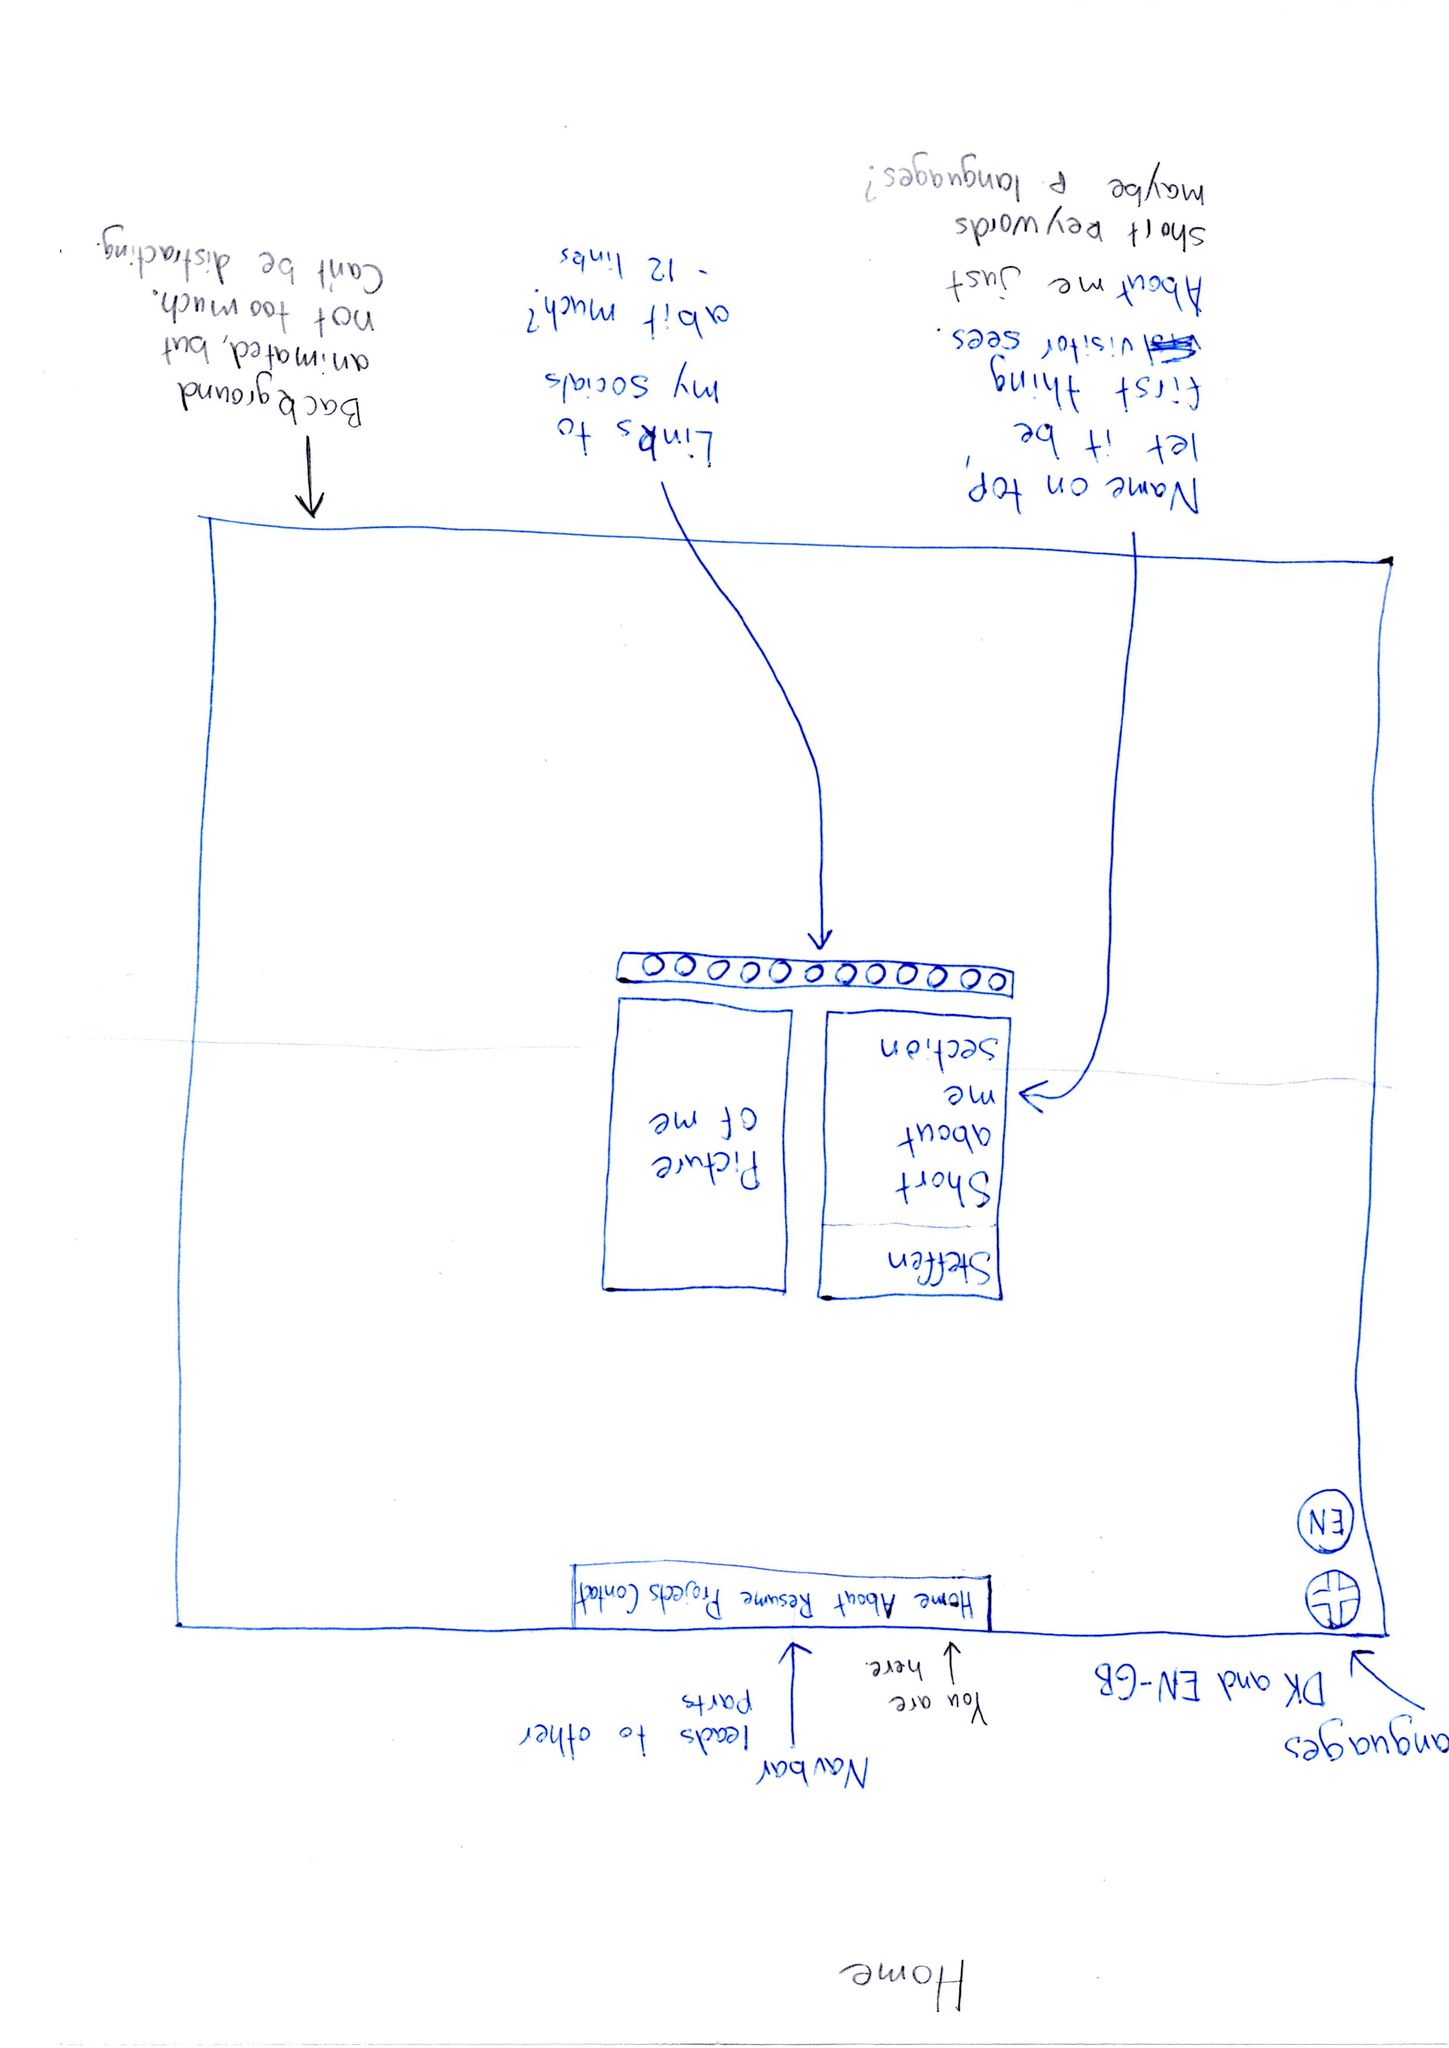 Home
anguages
DK and EN-GB
You are
here.
Navbar
leads to other
parts
Home About Resume Projects Contact
EN
Steffen
Short
about
me
section
Picture
of me
Name on top,
let it be
first thing
visitor sees.
About me just
short keywords
maybe P languages?
Links to
my socials
abit much?
- 12 links
Background
animated, but
not too much.
Can't be distracting.